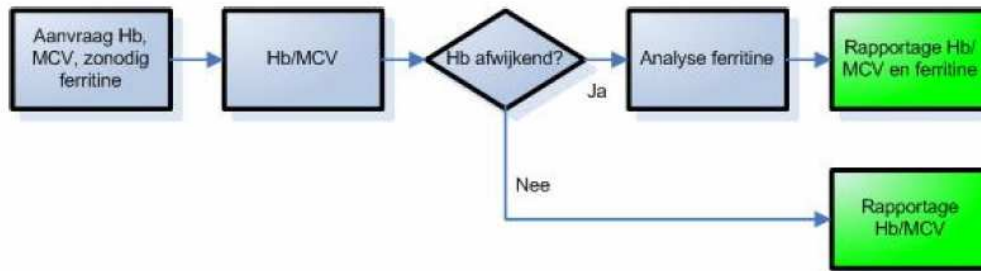 Aanvraag Hb,
MCV, zonodig
ferritine
Hb/MCV
Hb afwijkend?
Ja
Analyse ferritine
Rapportage Hb/
MCV en ferritine
Nee
Rapportage
Hb/MCV